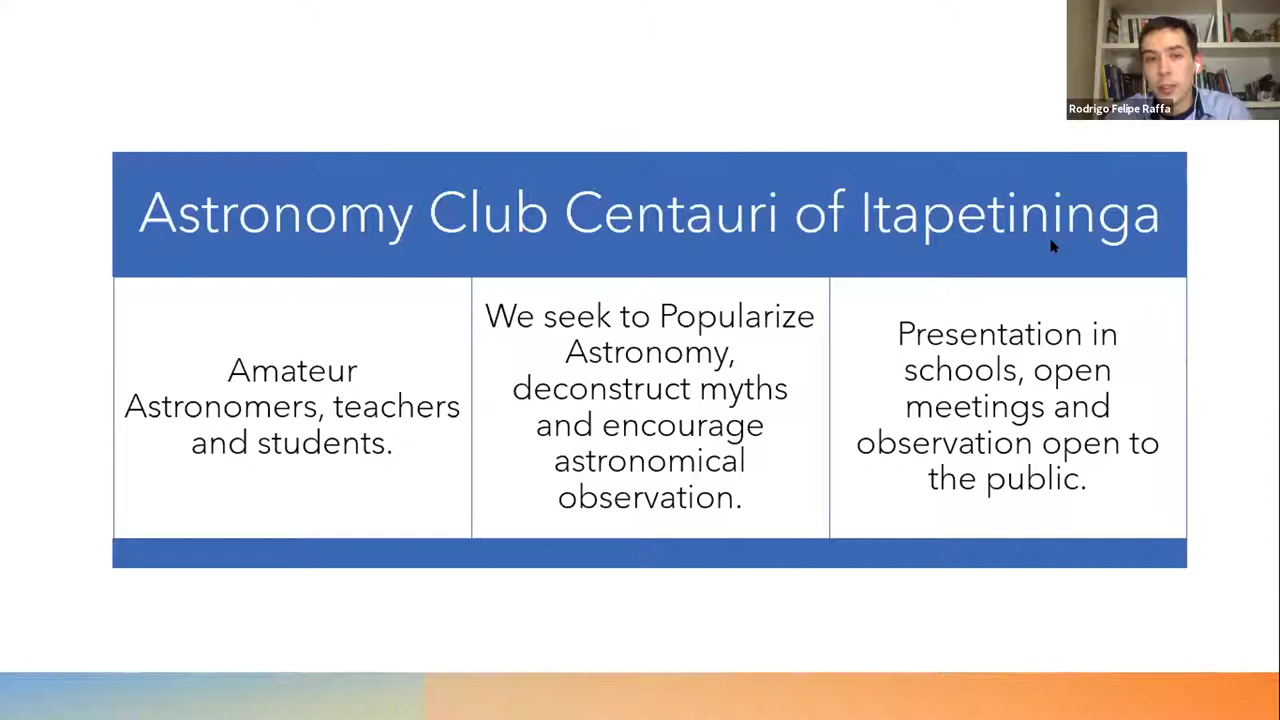 Rodrigo Felipe Raffa
Astronomy Club Centauri of Itapetininga
Amateur
Astronomers, teachers
and students.
We seek to Popularize
Astronomy,
deconstruct myths
and encourage
astronomical
observation.
Presentation in
schools, open
meetings and
observation open to
the public.